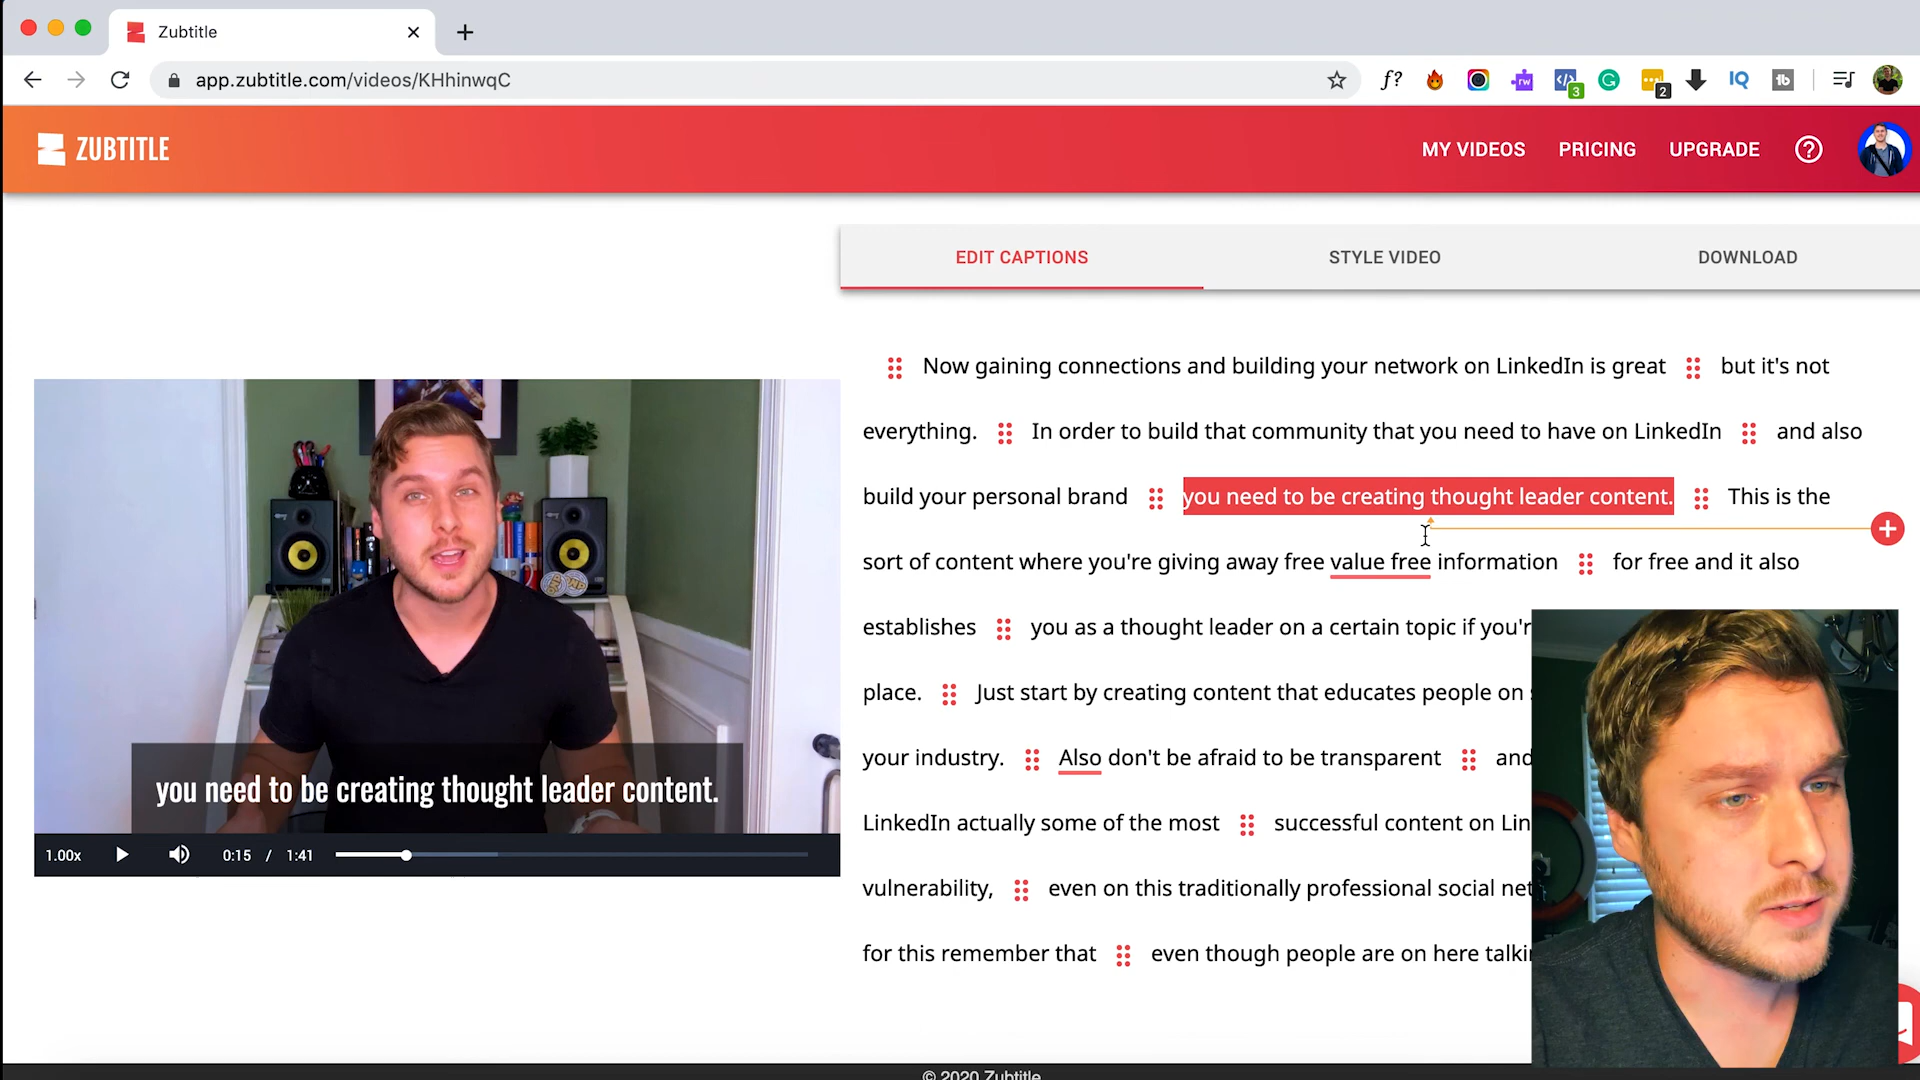 Zubtitle
app.zubtitle.com/videos/KHhinwqC
f?
rw
3
2
IQ
tb
ZUBTITLE
MY VIDEOS
PRICING
UPGRADE
EDIT CAPTIONS
STYLE VIDEO
DOWNLOAD
Now gaining connections and building your network on LinkedIn is great but it's not
everything. In order to build that community that you need to have on LinkedIn and also
build your personal brand you need to be creating thought leader content. This is the
sort of content where you're giving away free value free information for free and it also
establishes you as a thought leader on a certain topic if you'r
place. Just start by creating content that educates people on
your industry. Also don't be afraid to be transparent and
LinkedIn actually some of the most successful content on Lin
vulnerability, even on this traditionally professional social net
for this remember that even though people are on here talki
you need to be creating thought leader content.
1.00x
0:15 / 1:41
© 2020 Zubtitle